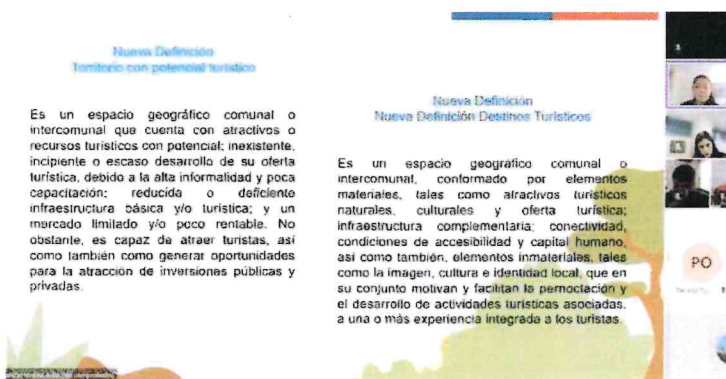 Nueva Definición
Territorio con potencial turístico
Es un espacio geográfico comunal o
intercomunal que cuenta con atractivos o
recursos turísticos con potencial; inexistente,
incipiente o escaso desarrollo de su oferta
turística, debido a la alta informalidad y poca
capacitación; reducida o deficiente
infraestructura básica y/o turística; y un
mercado limitado y/o poco rentable. No
obstante, es capaz de atraer turistas, así
como también como generar oportunidades
para la atracción de inversiones públicas y
privadas.
Nueva Definición
Nueva Definición Destinos Turísticos
Es un espacio geográfico comunal o
intercomunal, conformado por elementos
materiales, tales como atractivos turísticos
naturales, culturales y oferta turística;
infraestructura complementaria; conectividad,
condiciones de accesibilidad y capital humano,
así como también, elementos inmateriales, tales
como la imagen, cultura e identidad local, que en
su conjunto motivan y facilitan la pernoctación y
el desarrollo de actividades turísticas asociadas,
a una o más experiencia integrada a los turistas
PO